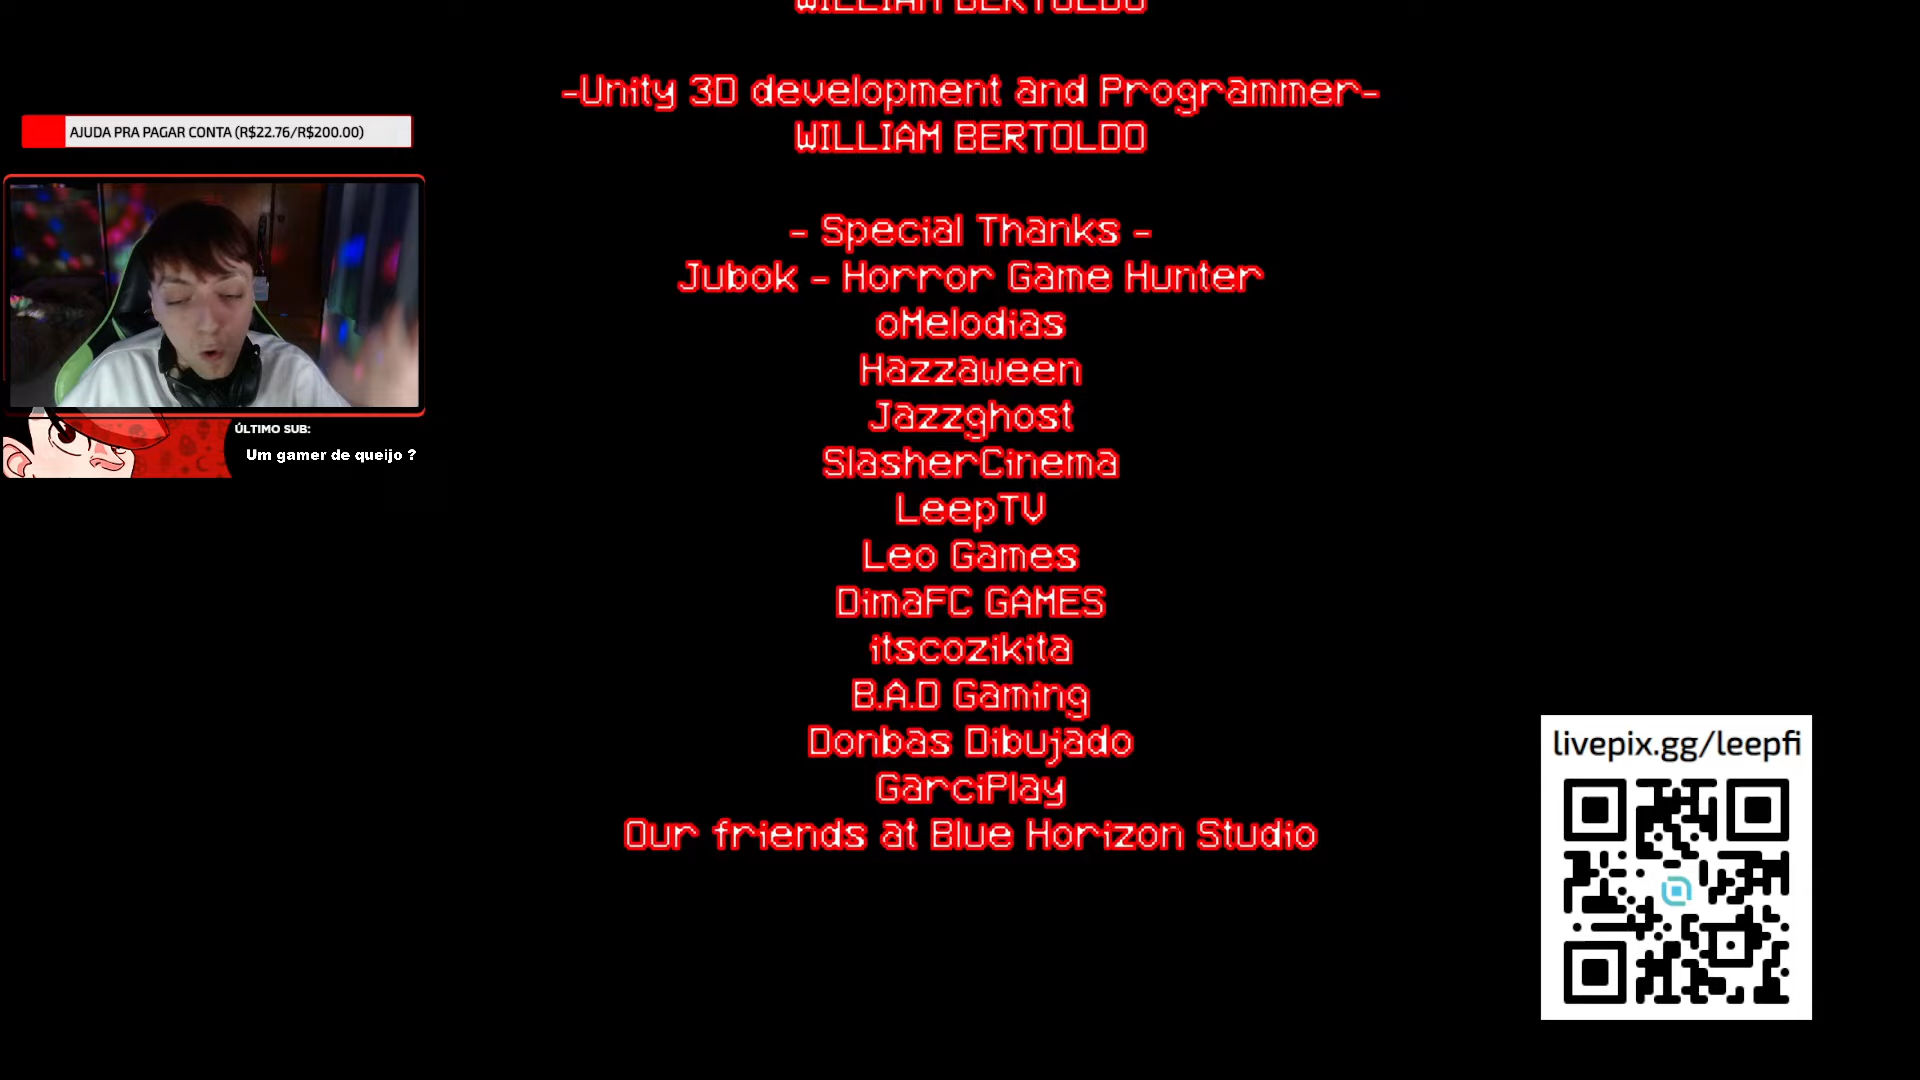 WILLIAM BERTOLDO
-Unity 3D development and Programmer-
WILLIAM BERTOLDO
- Special Thanks -
Jubok - Horror Game Hunter
oMelodias
Hazzaween
Jazzghost
SlasherCinema
LeepTV
Leo Games
DimaFC GAMES
itscozikita
B.A.D Gaming
Donbas Dibujado
GarciPlay
Our friends at Blue Horizon Studio
AJUDA PRA PAGAR CONTA (R$22.76/R$200.00)
ÚLTIMO SUB:
Um gamer de queijo ?
livepix.gg/leepfi